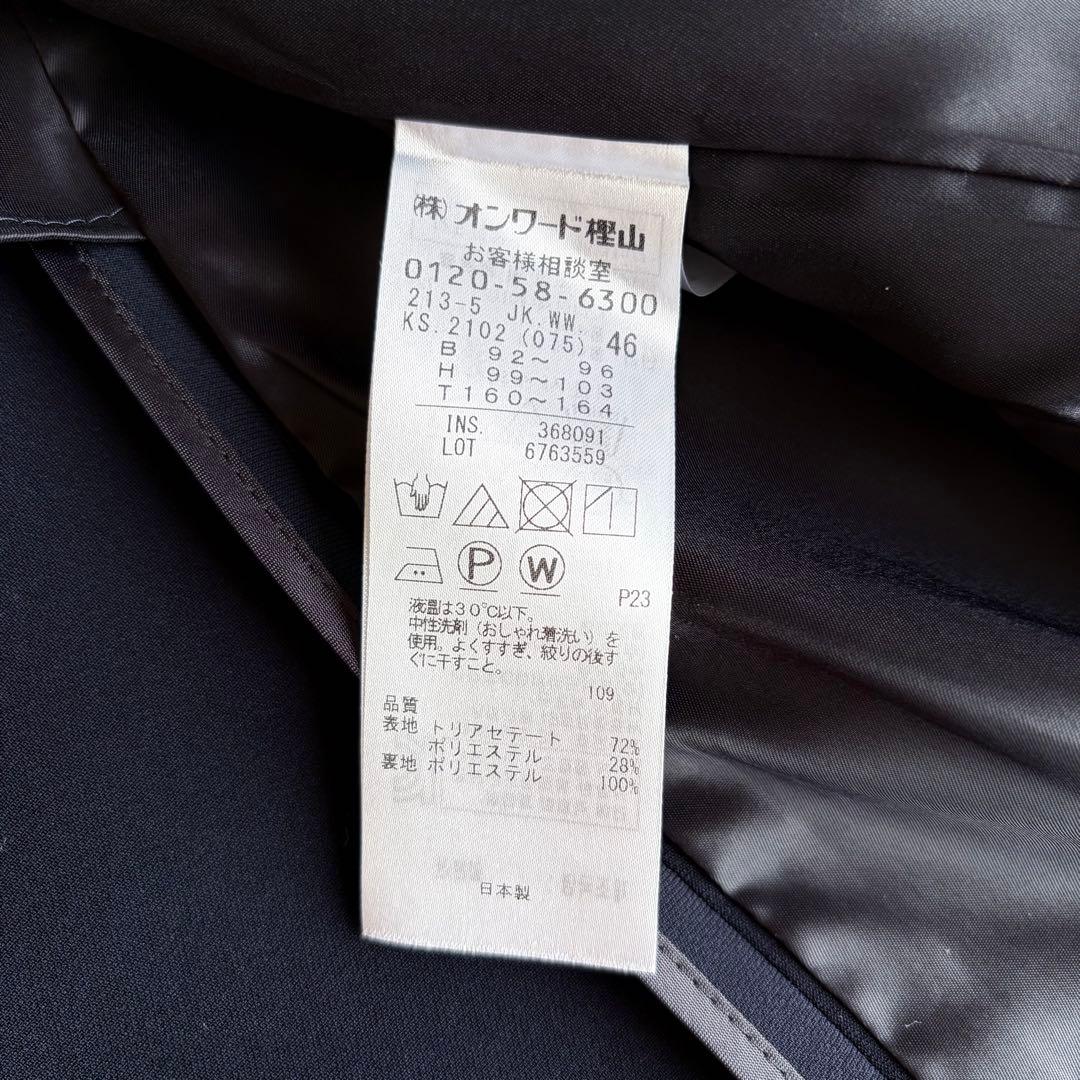 (株)オンワード樫山
お客様相談室
0120-58-6300
213-5 JK.WW.
KS.2102(075) 46
B 92～ 96
H 99～103
T160～164
INS. 368091
LOT 6763559
P W
P23
液温は30℃以下。
中性洗剤(おしゃれ着洗い)を
使用。よくすすぎ、絞りの後す
ぐに干すこと。
109
品質
表地 トリアセテート 72%
ポリエステル 28%
裏地 ポリエステル 100%
日本製